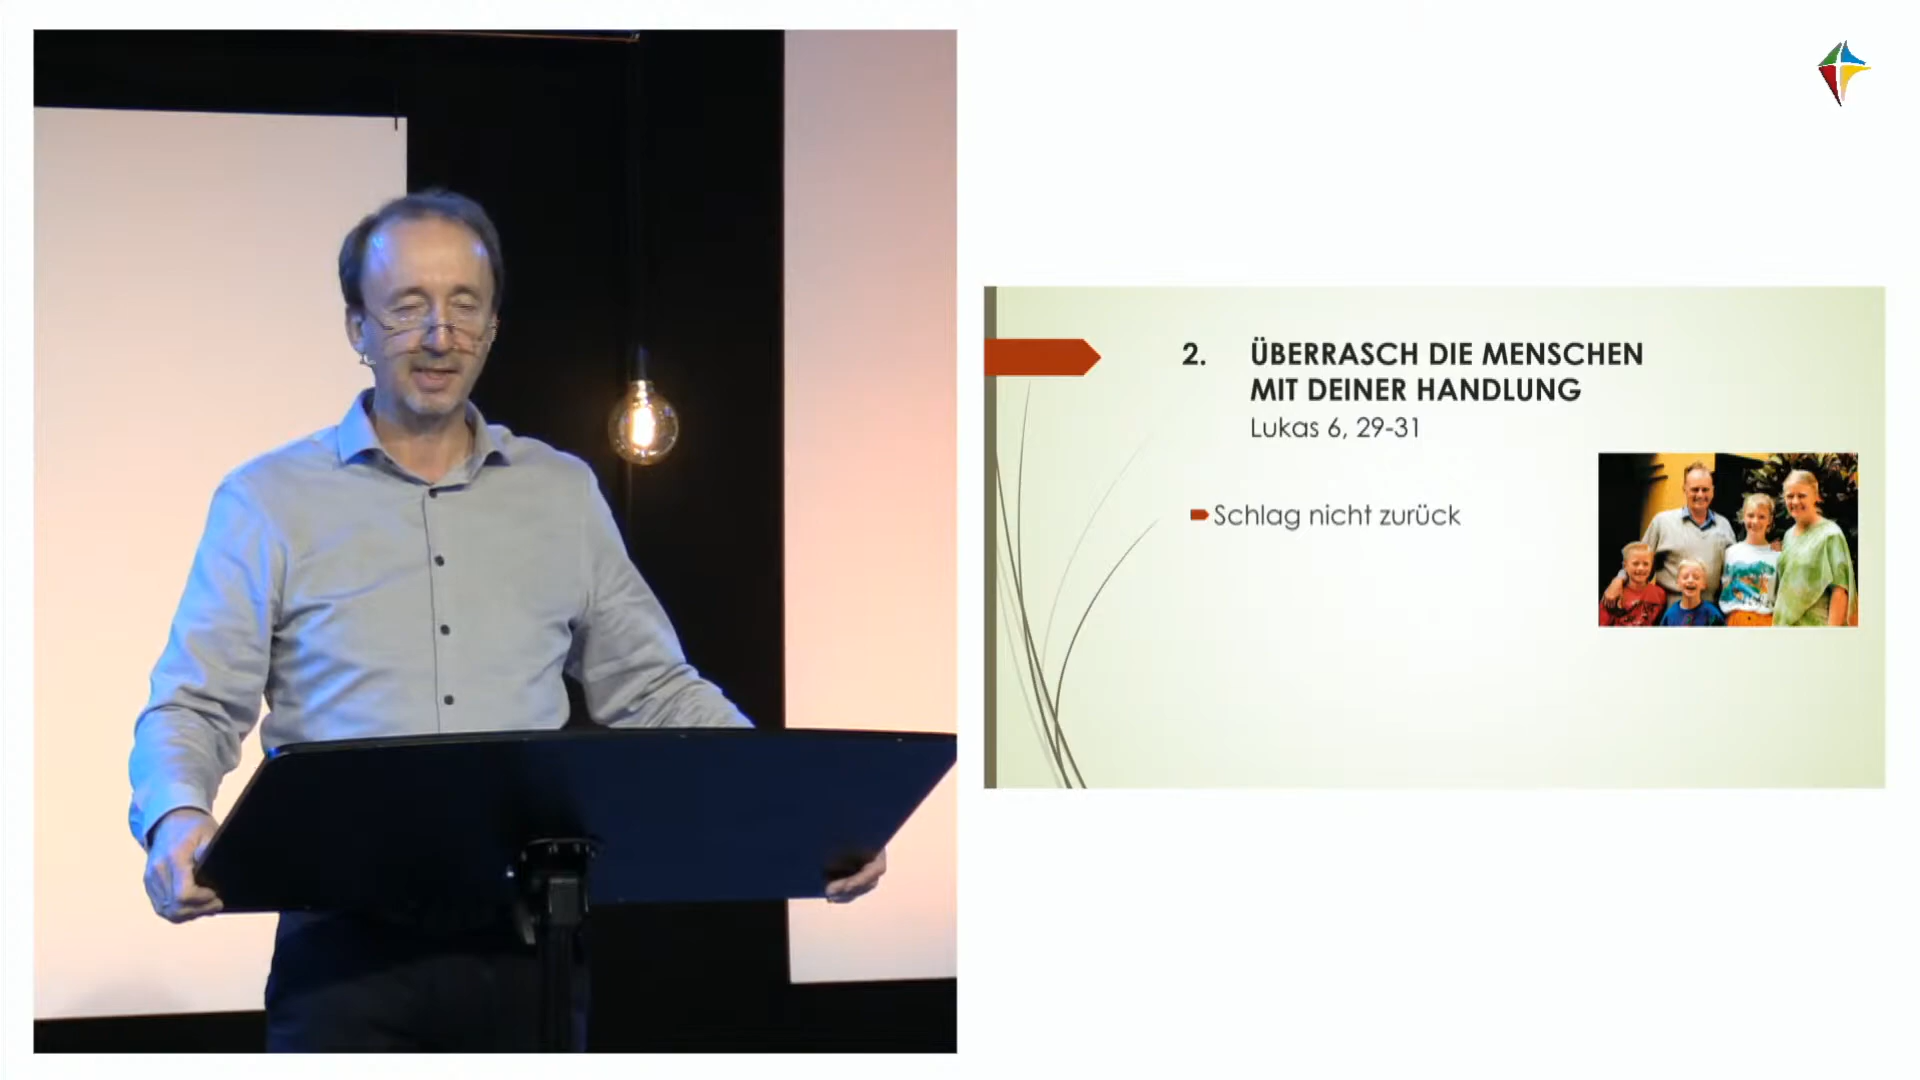 2. ÜBERRASCH DIE MENSCHEN
MIT DEINER HANDLUNG
Lukas 6, 29-31
Schlag nicht zurück